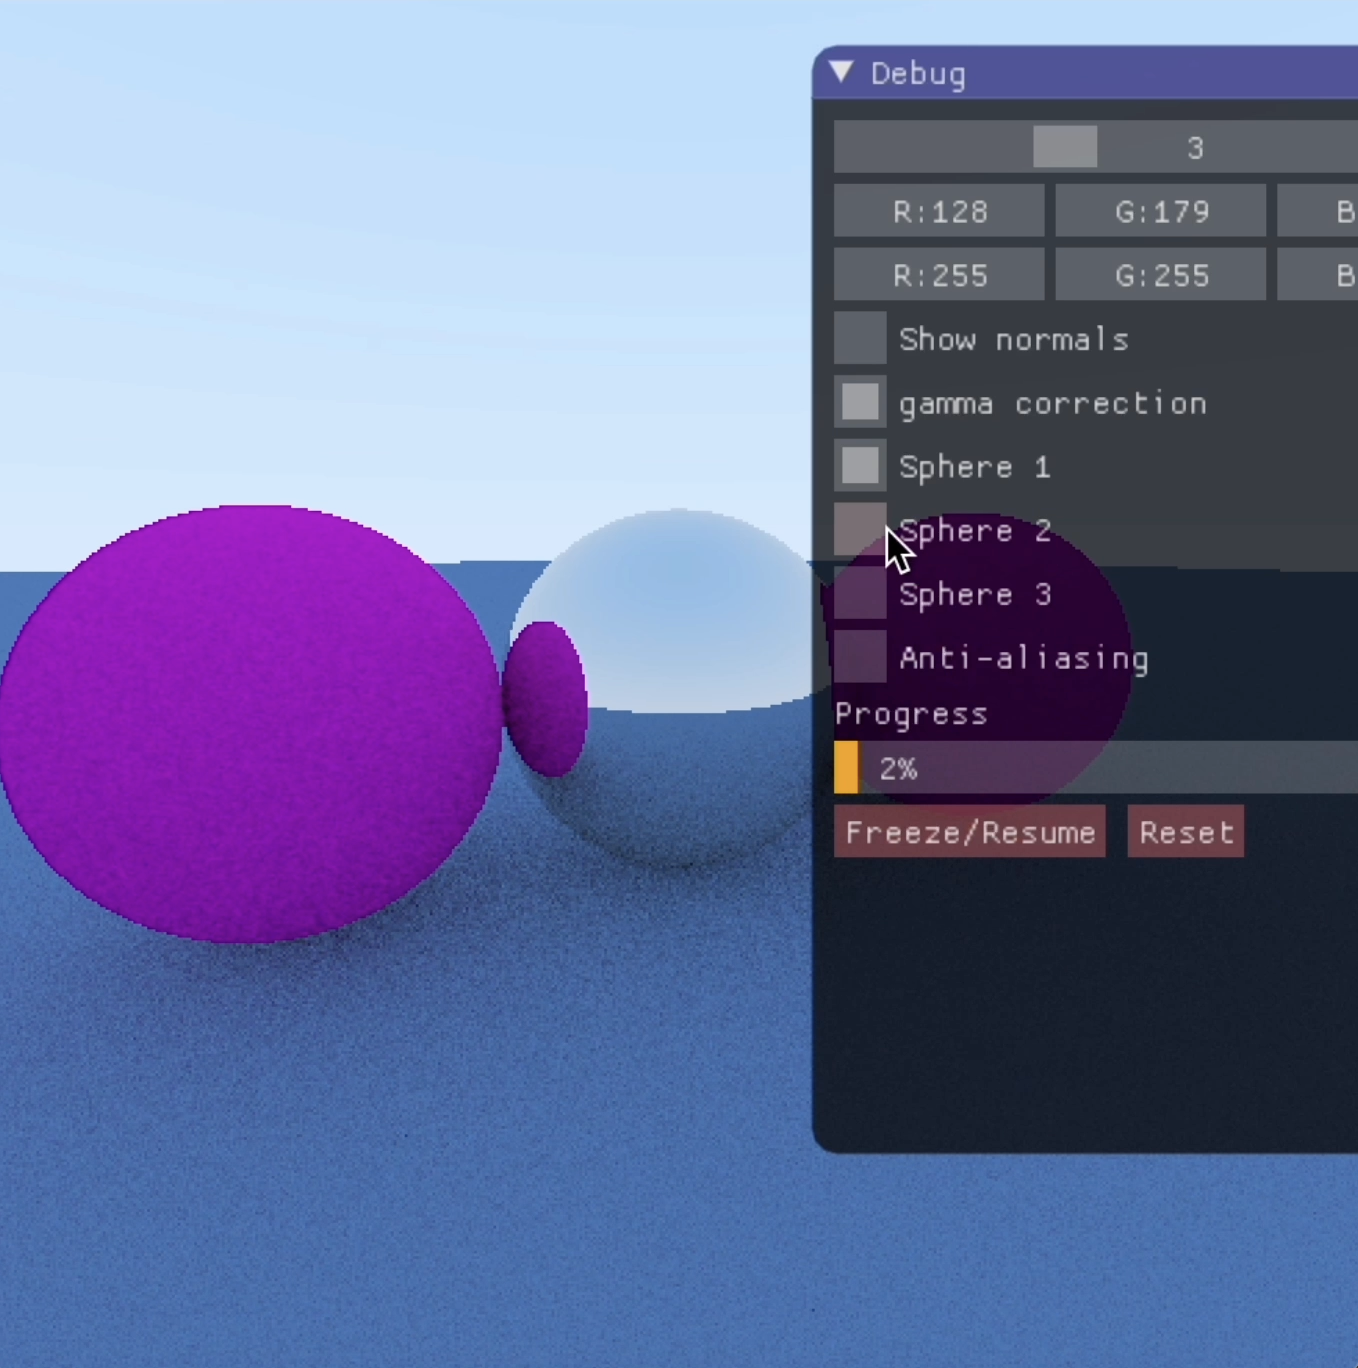 Debug
3
R:128 G:179 B
R:255 G:255 B
Show normals
gamma correction
Sphere 1
Sphere 2
Sphere 3
Anti-aliasing
Progress
2%
Freeze/Resume Reset